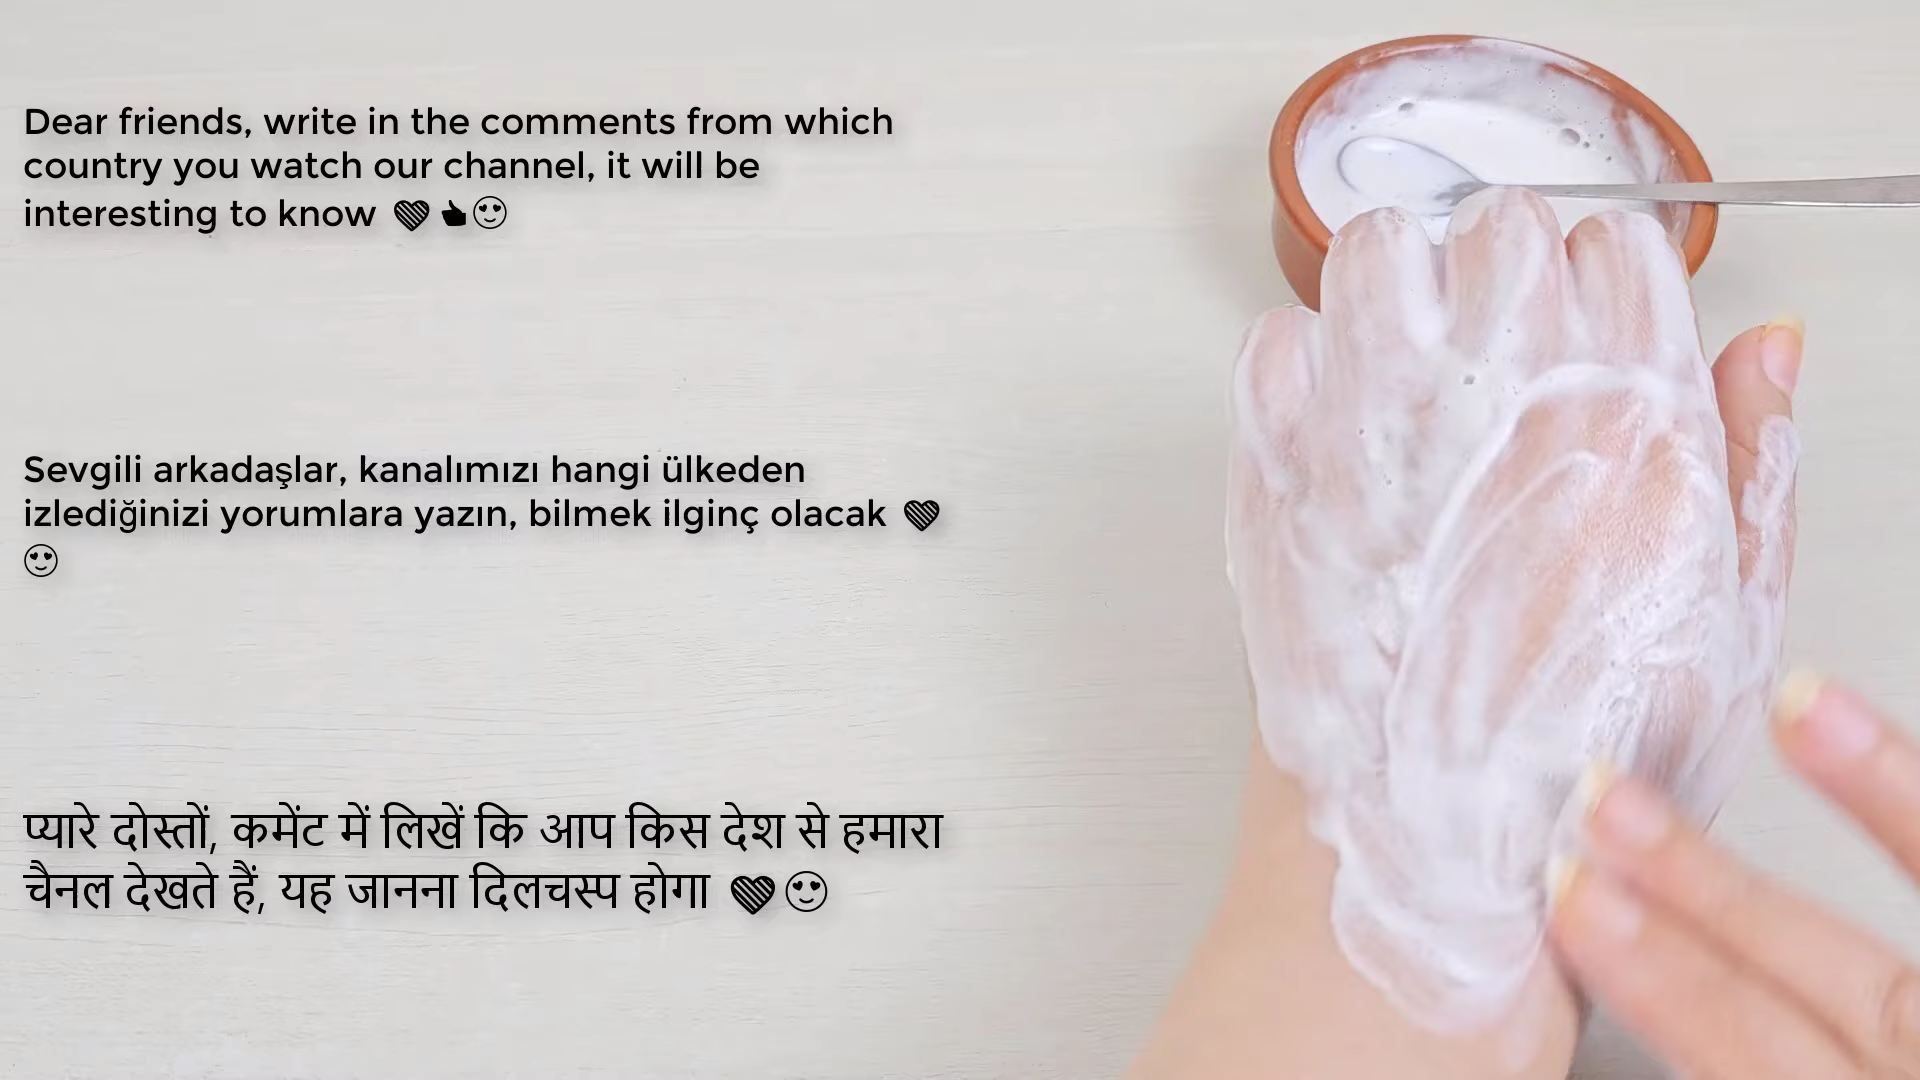 Dear friends, write in the comments from which
country you watch our channel, it will be
interesting to know 💜👍😍
Sevgili arkadaşlar, kanalımızı hangi ülkeden
izlediğinizi yorumlara yazın, bilmek ilginç olacak 💜
😍
प्यारे दोस्तों, कमेंट में लिखें कि आप किस देश से हमारा
चैनल देखते हैं, यह जानना दिलचस्प होगा 💜😍